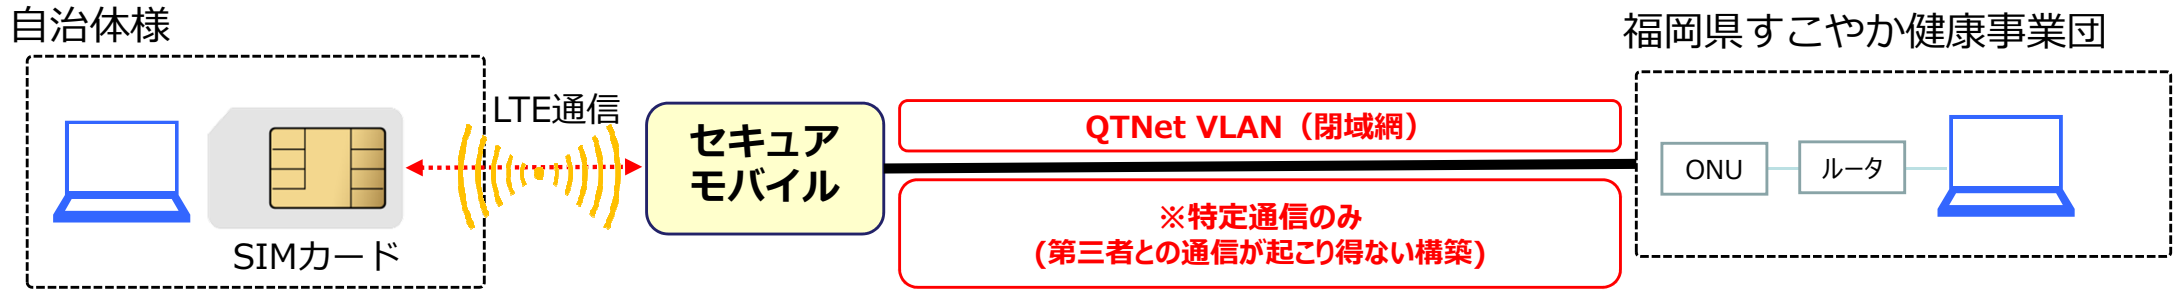 自治体様
福岡県すこやか健康事業団
LTE通信
セキュア
モバイル
QTNet VLAN（閉域網）
ONU
ルータ
※特定通信のみ
(第三者との通信が起こり得ない構築)
SIMカード